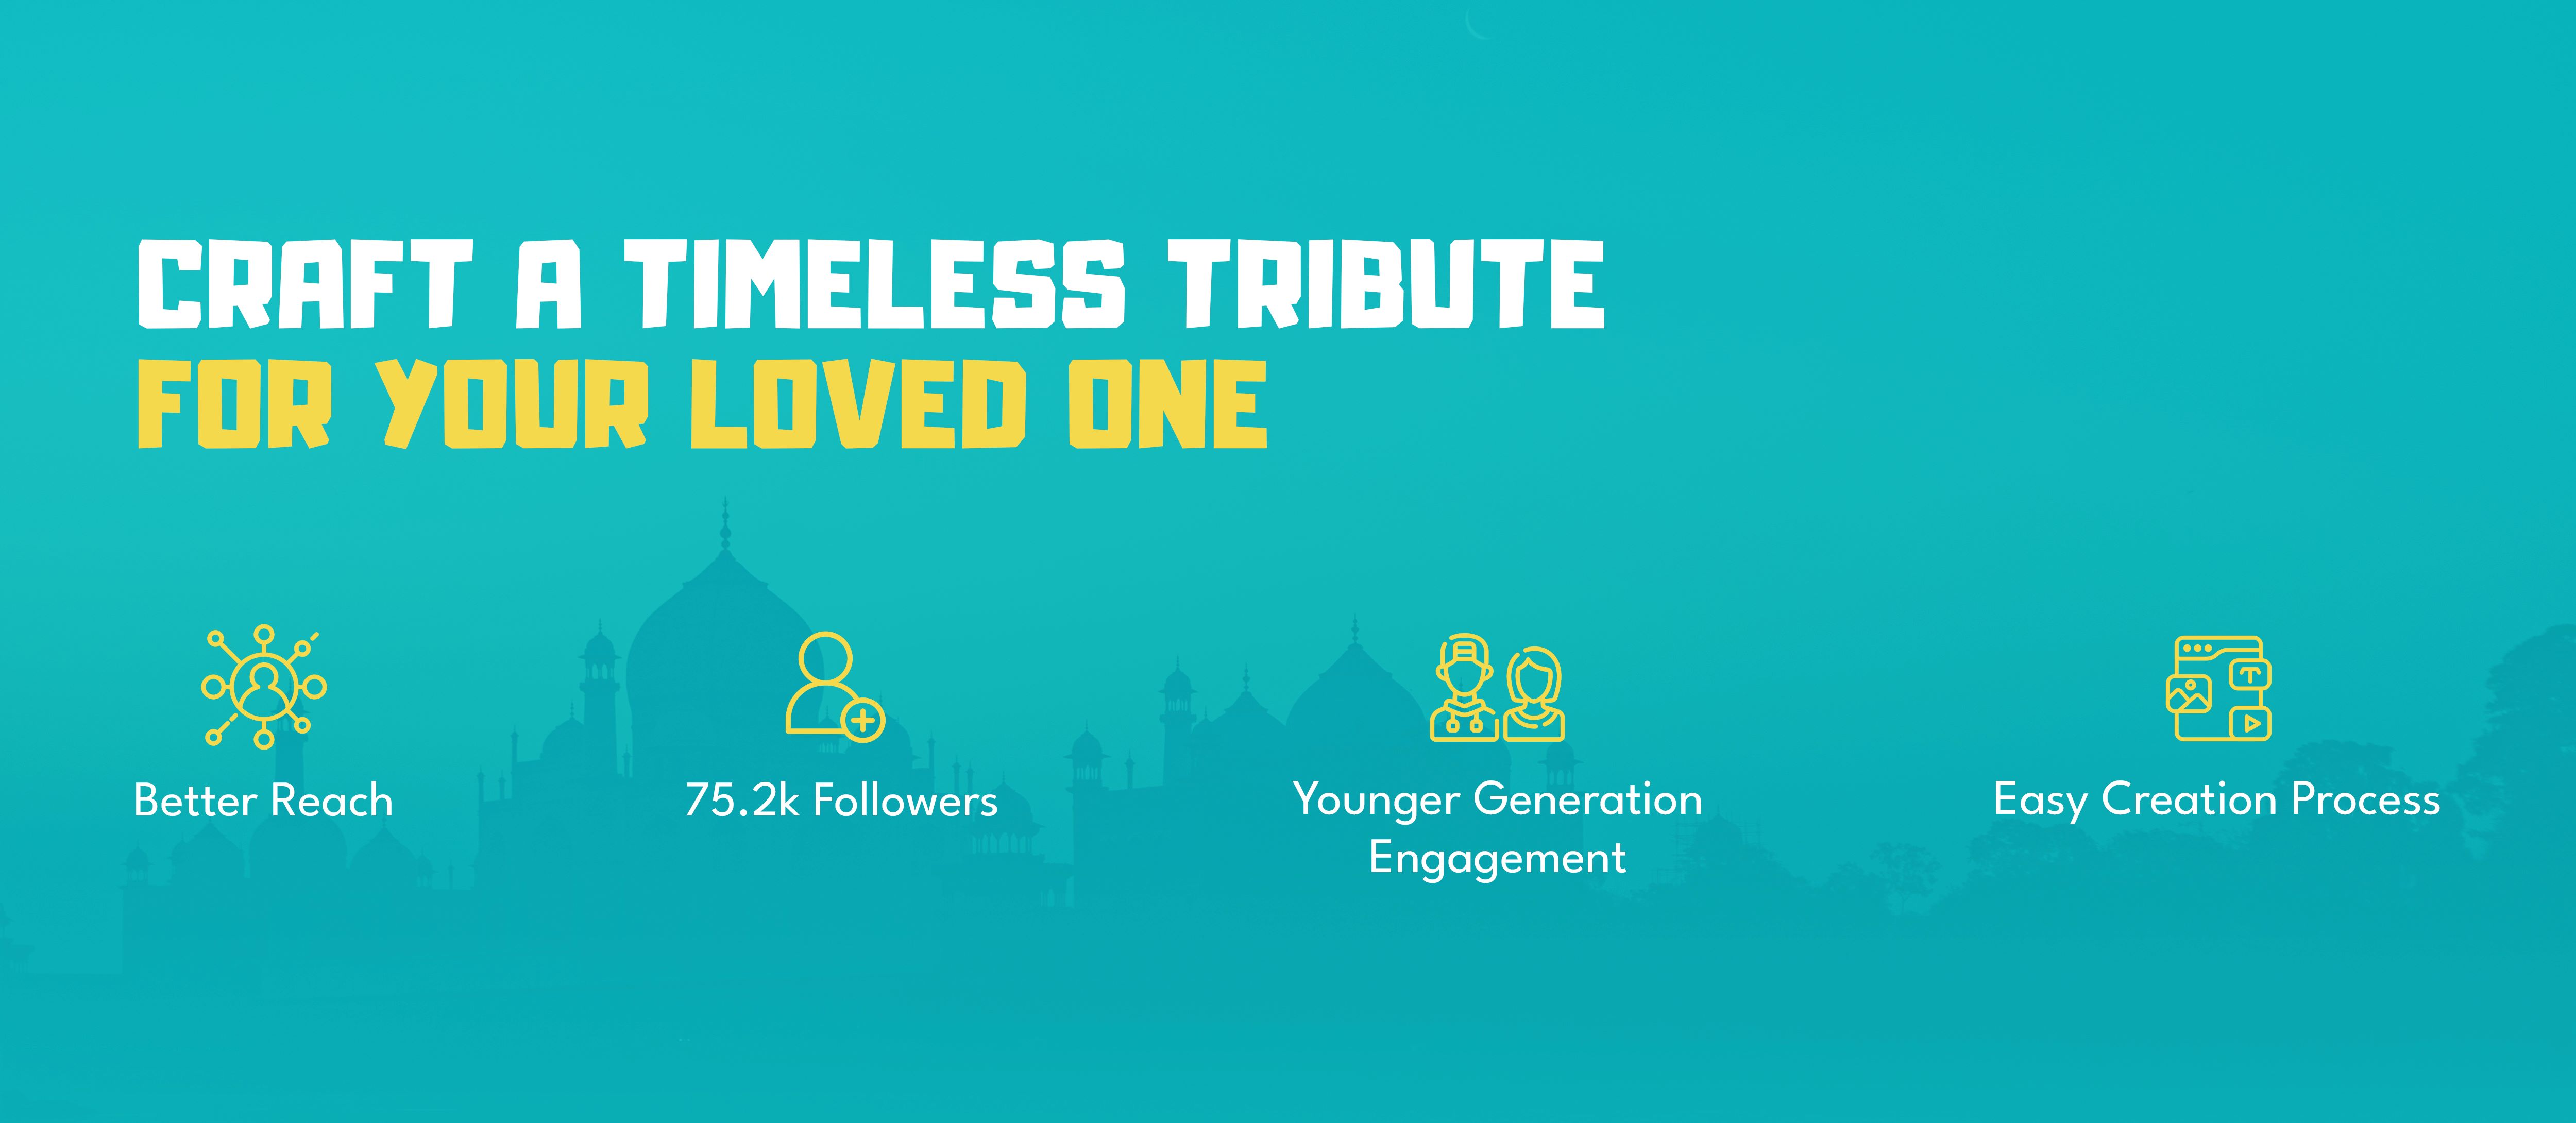 CRAFT A TIMELESS TRIBUTE
FOR YOUR LOVED ONE
Better Reach
75.2k Followers
Younger Generation
Engagement
Easy Creation Process